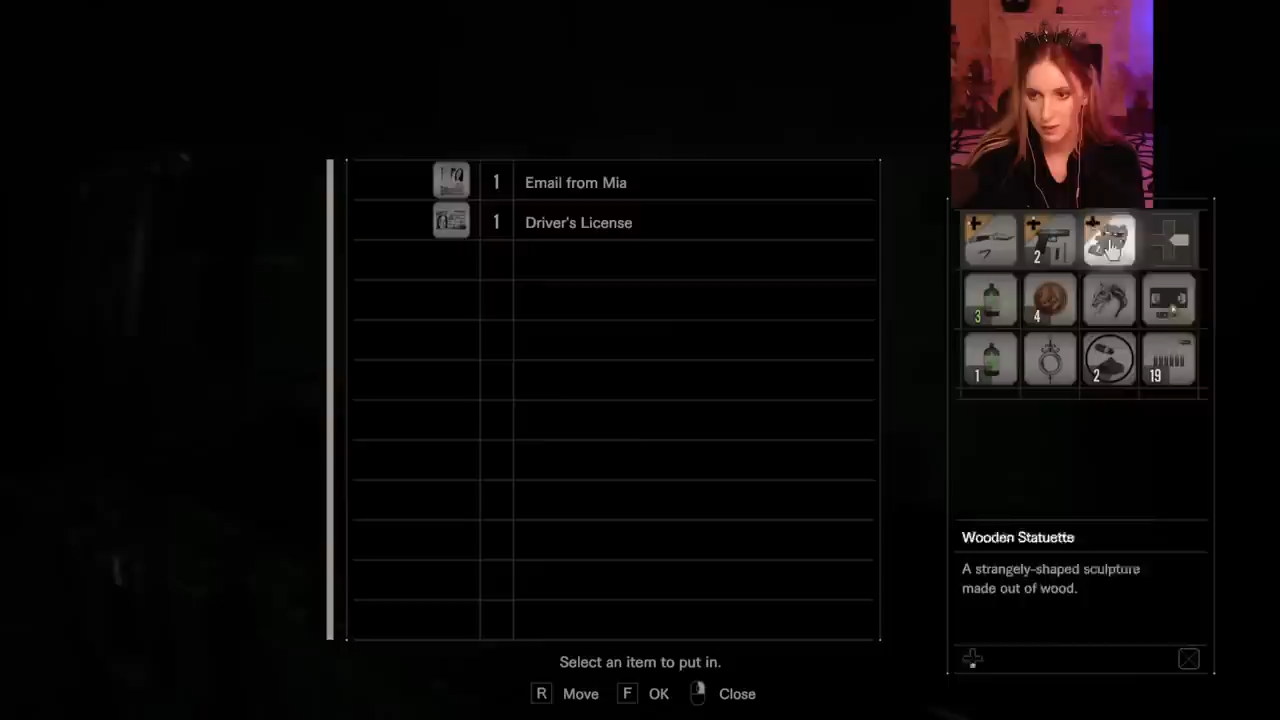 1 Email from Mia
1 Driver's License
2
3
4
1
2
19
Wooden Statuette
A strangely-shaped sculpture
made out of wood.
Select an item to put in.
R Move F OK Close